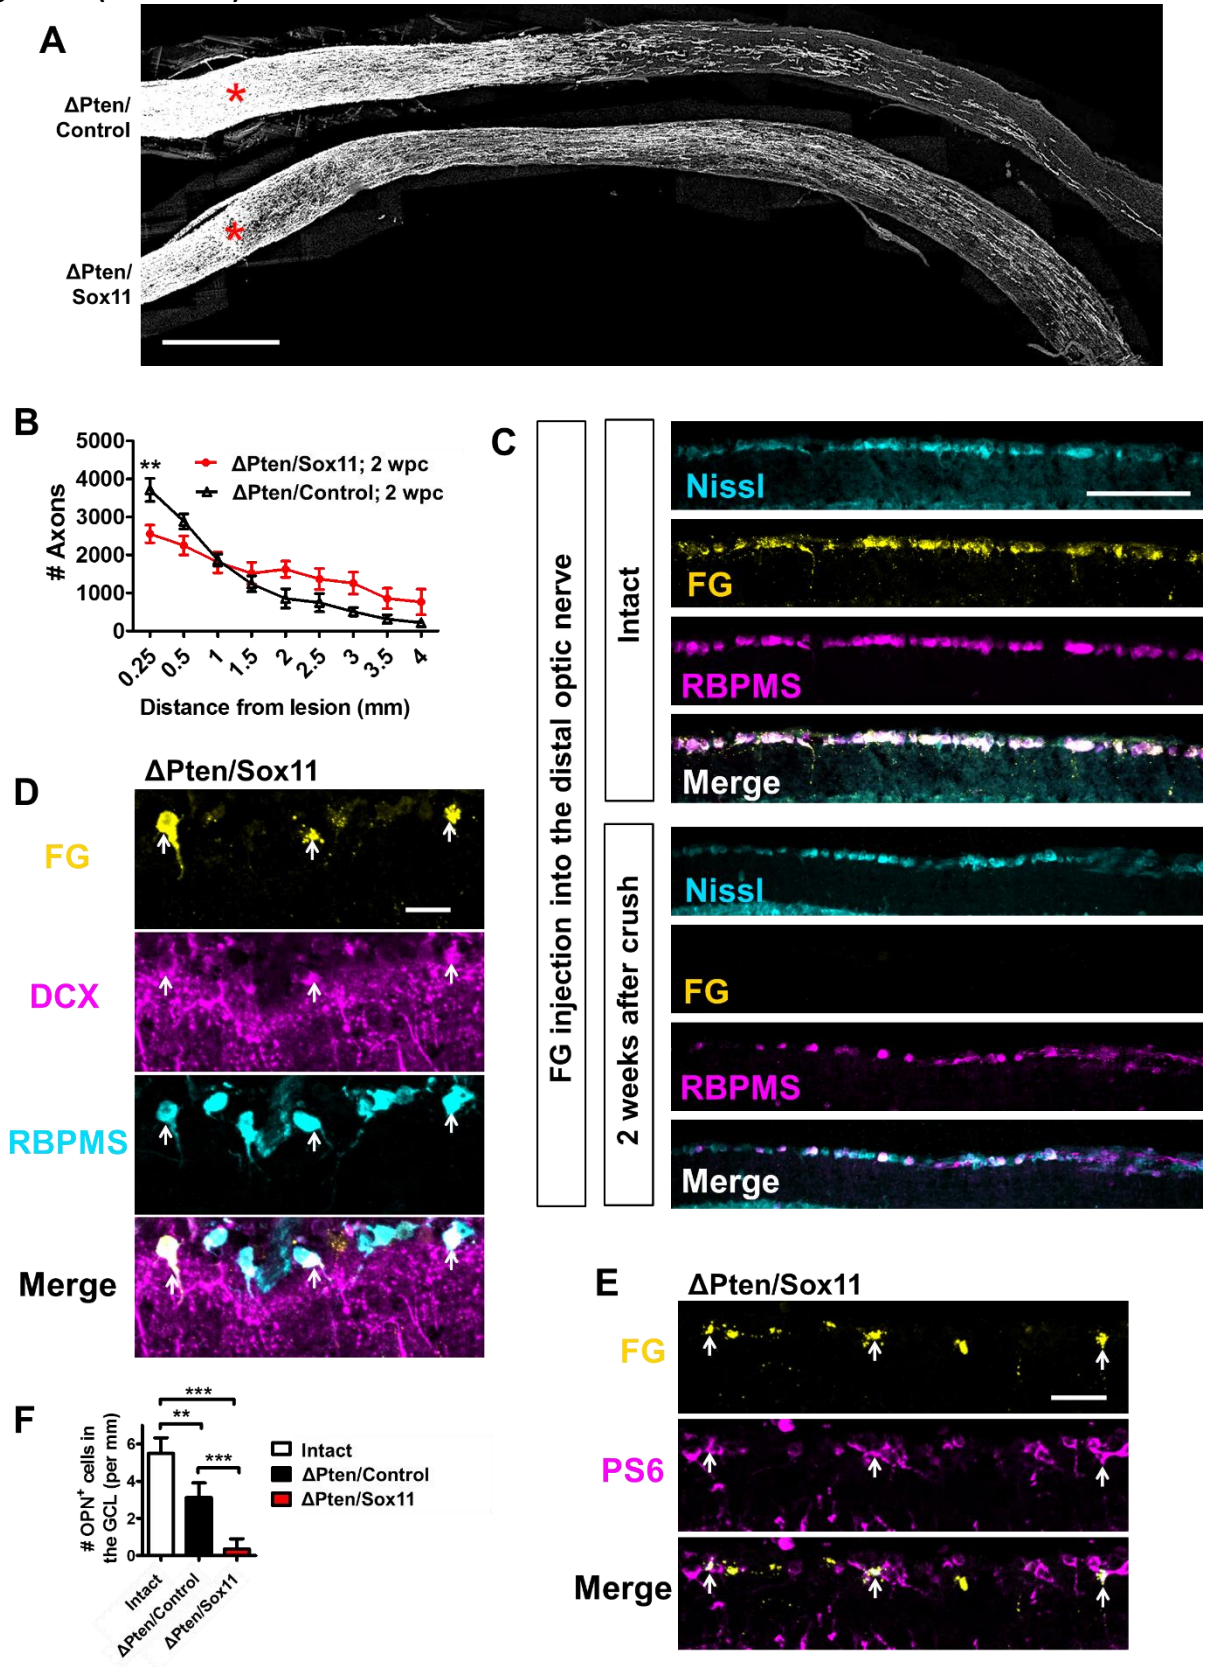 A
ΔPten/
Control
*
*
ΔPten/
Sox11
B
5000
4000
3000
2000
1000
0
# Axons
**
ΔPten/Sox11; 2 wpc
ΔPten/Control; 2 wpc
0.25
0.5
1
1.5
2
2.5
3
3.5
4
Distance from lesion (mm)
C
FG injection into the distal optic nerve
Intact
Nissl
FG
RBPMS
Merge
2 weeks after crush
Nissl
FG
RBPMS
Merge
D
ΔPten/Sox11
FG
DCX
RBPMS
Merge
E
ΔPten/Sox11
FG
PS6
Merge
F
# OPN⁺ cells in
the GCL (per mm)
6
4
2
0
***
**
***
Intact
ΔPten/Control
ΔPten/Sox11
Intact
ΔPten/Control
ΔPten/Sox11